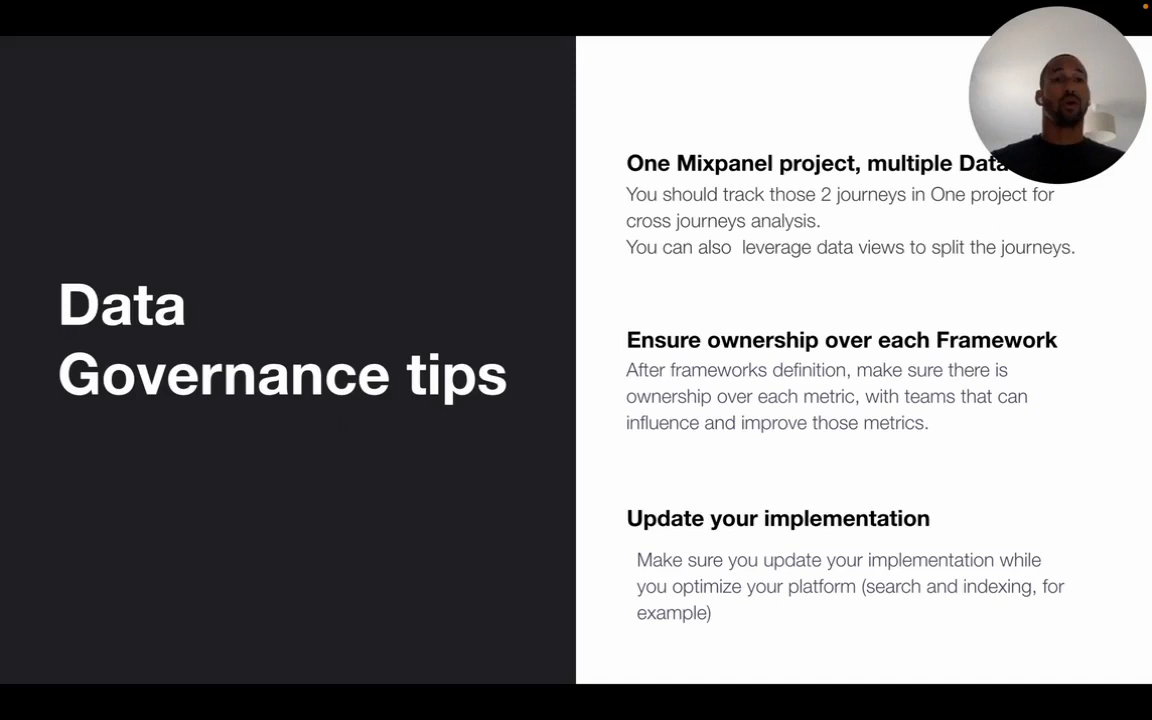 Data
Governance tips
One Mixpanel project, multiple Data
You should track those 2 journeys in One project for
cross journeys analysis.
You can also  leverage data views to split the journeys.
Ensure ownership over each Framework
After frameworks definition, make sure there is
ownership over each metric, with teams that can
influence and improve those metrics.
Update your implementation
Make sure you update your implementation while
you optimize your platform (search and indexing, for
example)